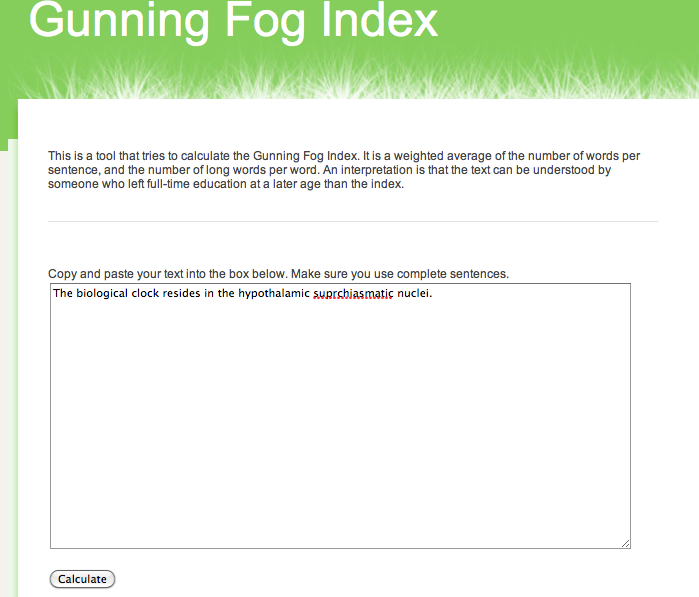 Gunning Fog Index
This is a tool that tries to calculate the Gunning Fog Index. It is a weighted average of the number of words per
sentence, and the number of long words per word. An interpretation is that the text can be understood by
someone who left full-time education at a later age than the index.
Copy and paste your text into the box below. Make sure you use complete sentences.
The biological clock resides in the hypothalamic suprchiasmatic nuclei.
Calculate